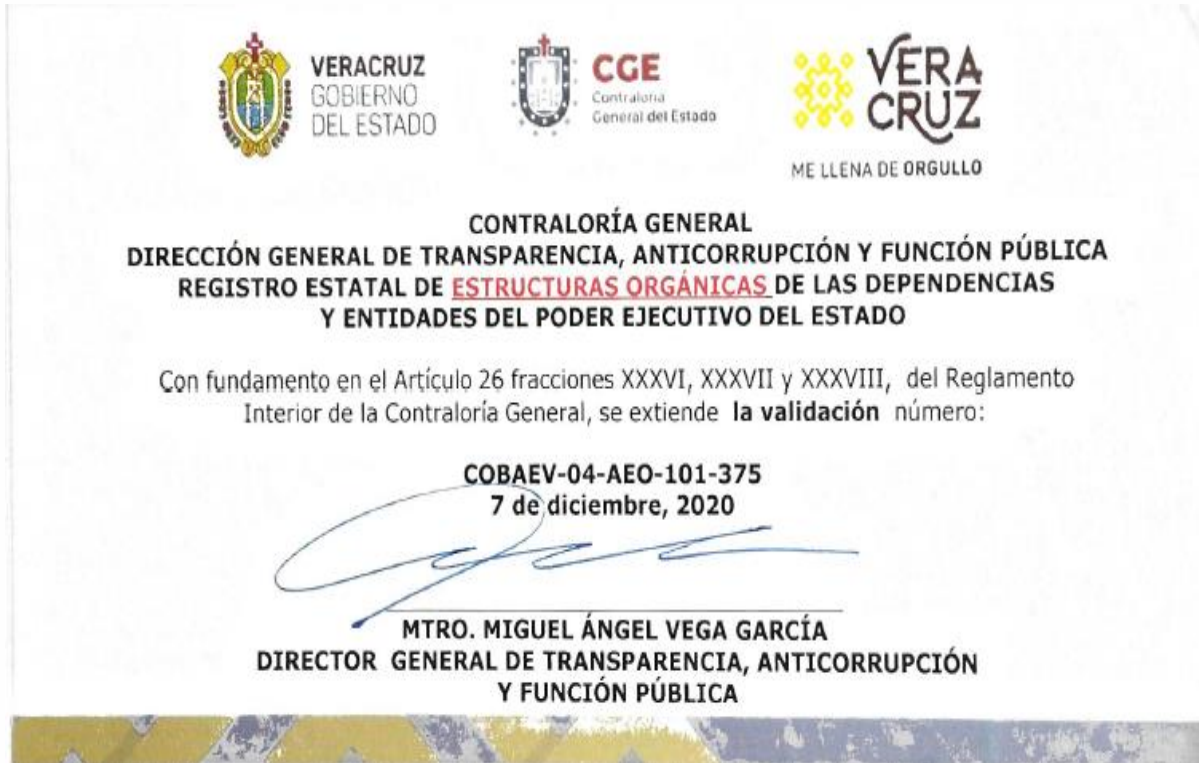 VERACRUZ
GOBIERNO
DEL ESTADO
CGE
Contraloría
General del Estado
VERA
CRUZ
ME LLENA DE ORGULLO
CONTRALORÍA GENERAL
DIRECCIÓN GENERAL DE TRANSPARENCIA, ANTICORRUPCIÓN Y FUNCIÓN PÚBLICA
REGISTRO ESTATAL DE ESTRUCTURAS ORGÁNICAS DE LAS DEPENDENCIAS
Y ENTIDADES DEL PODER EJECUTIVO DEL ESTADO
Con fundamento en el Artículo 26 fracciones XXXVI, XXXVII y XXXVIII, del Reglamento
Interior de la Contraloría General, se extiende la validación número:
COBAEV-04-AEO-101-375
7 de diciembre, 2020
MTRO. MIGUEL ÁNGEL VEGA GARCÍA
DIRECTOR GENERAL DE TRANSPARENCIA, ANTICORRUPCIÓN
Y FUNCIÓN PÚBLICA